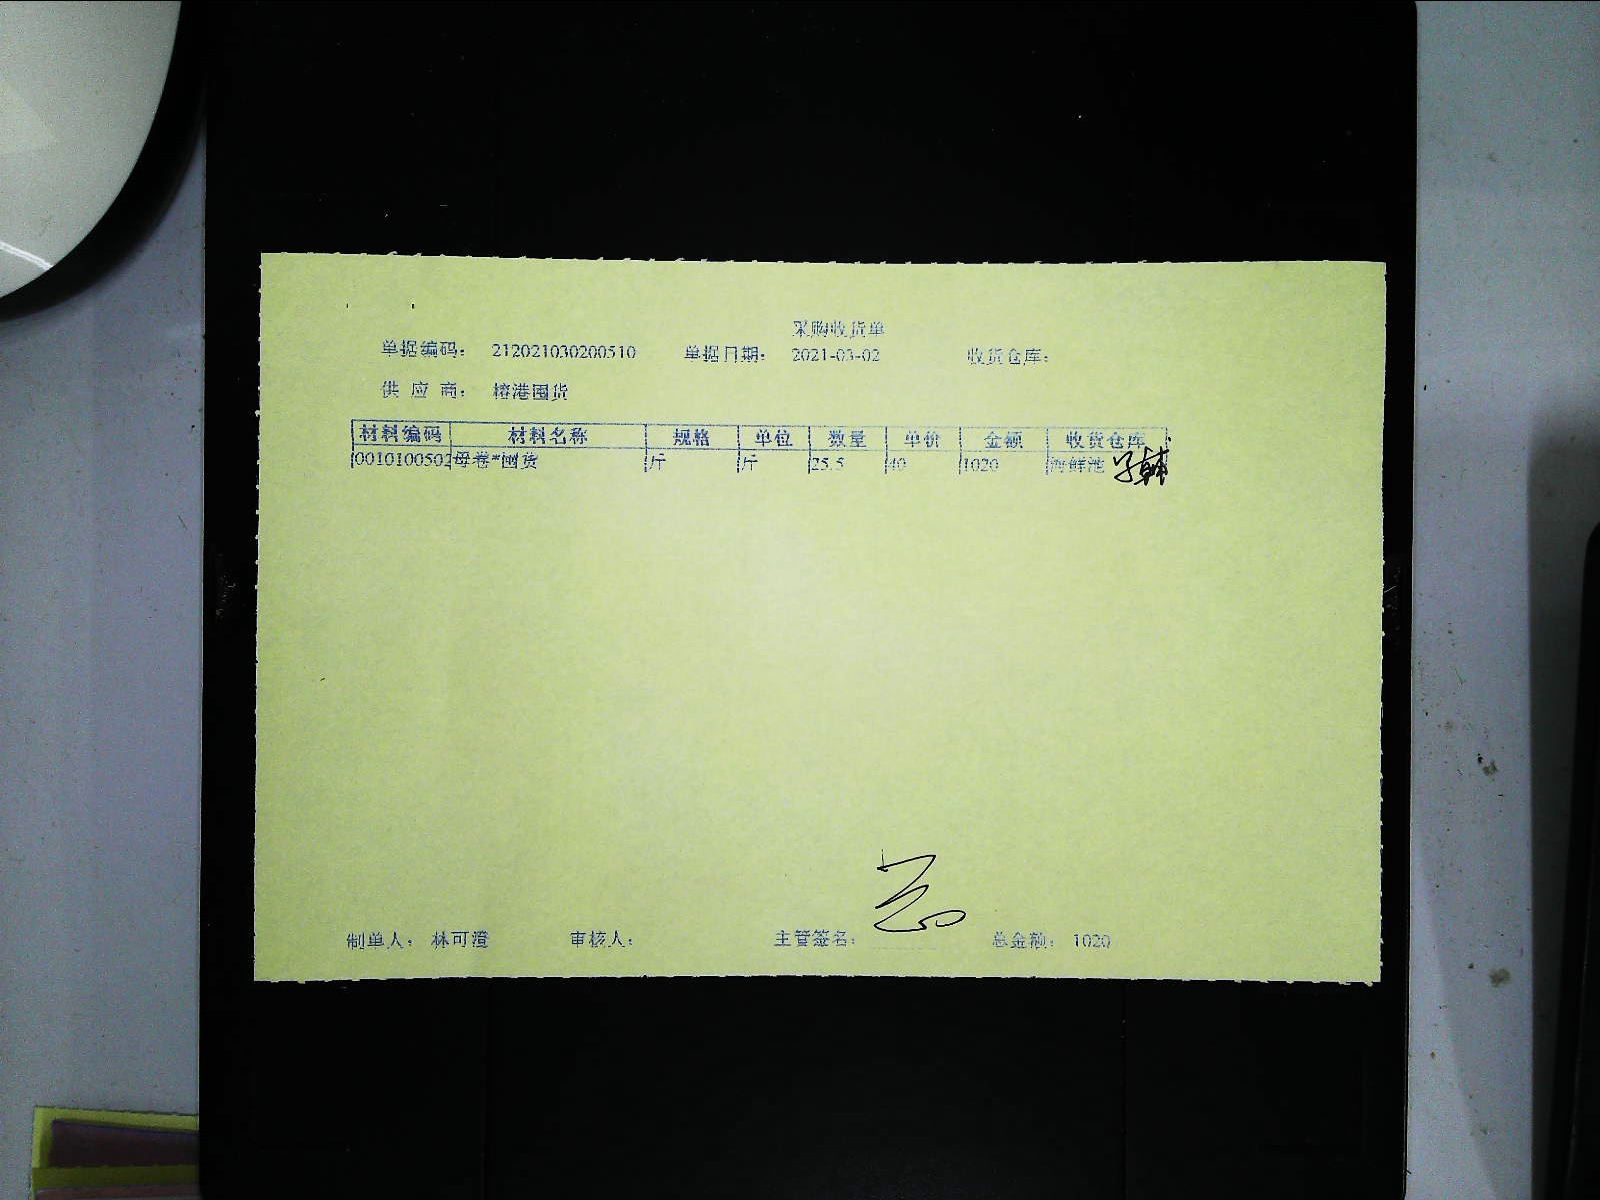 采购收货单
单据编码： 212021030200510 单据日期： 2021-03-02 收货仓库：
供 应 商： 榕港囤货
材料编码 材料名称 规格 单位 数量 单价 金额 收货仓库
0010100502 母卷*囤货 斤 斤 25.5 40 1020 海鲜池
制单人： 林可澄 审核人： 主管签名： 总金额： 1020